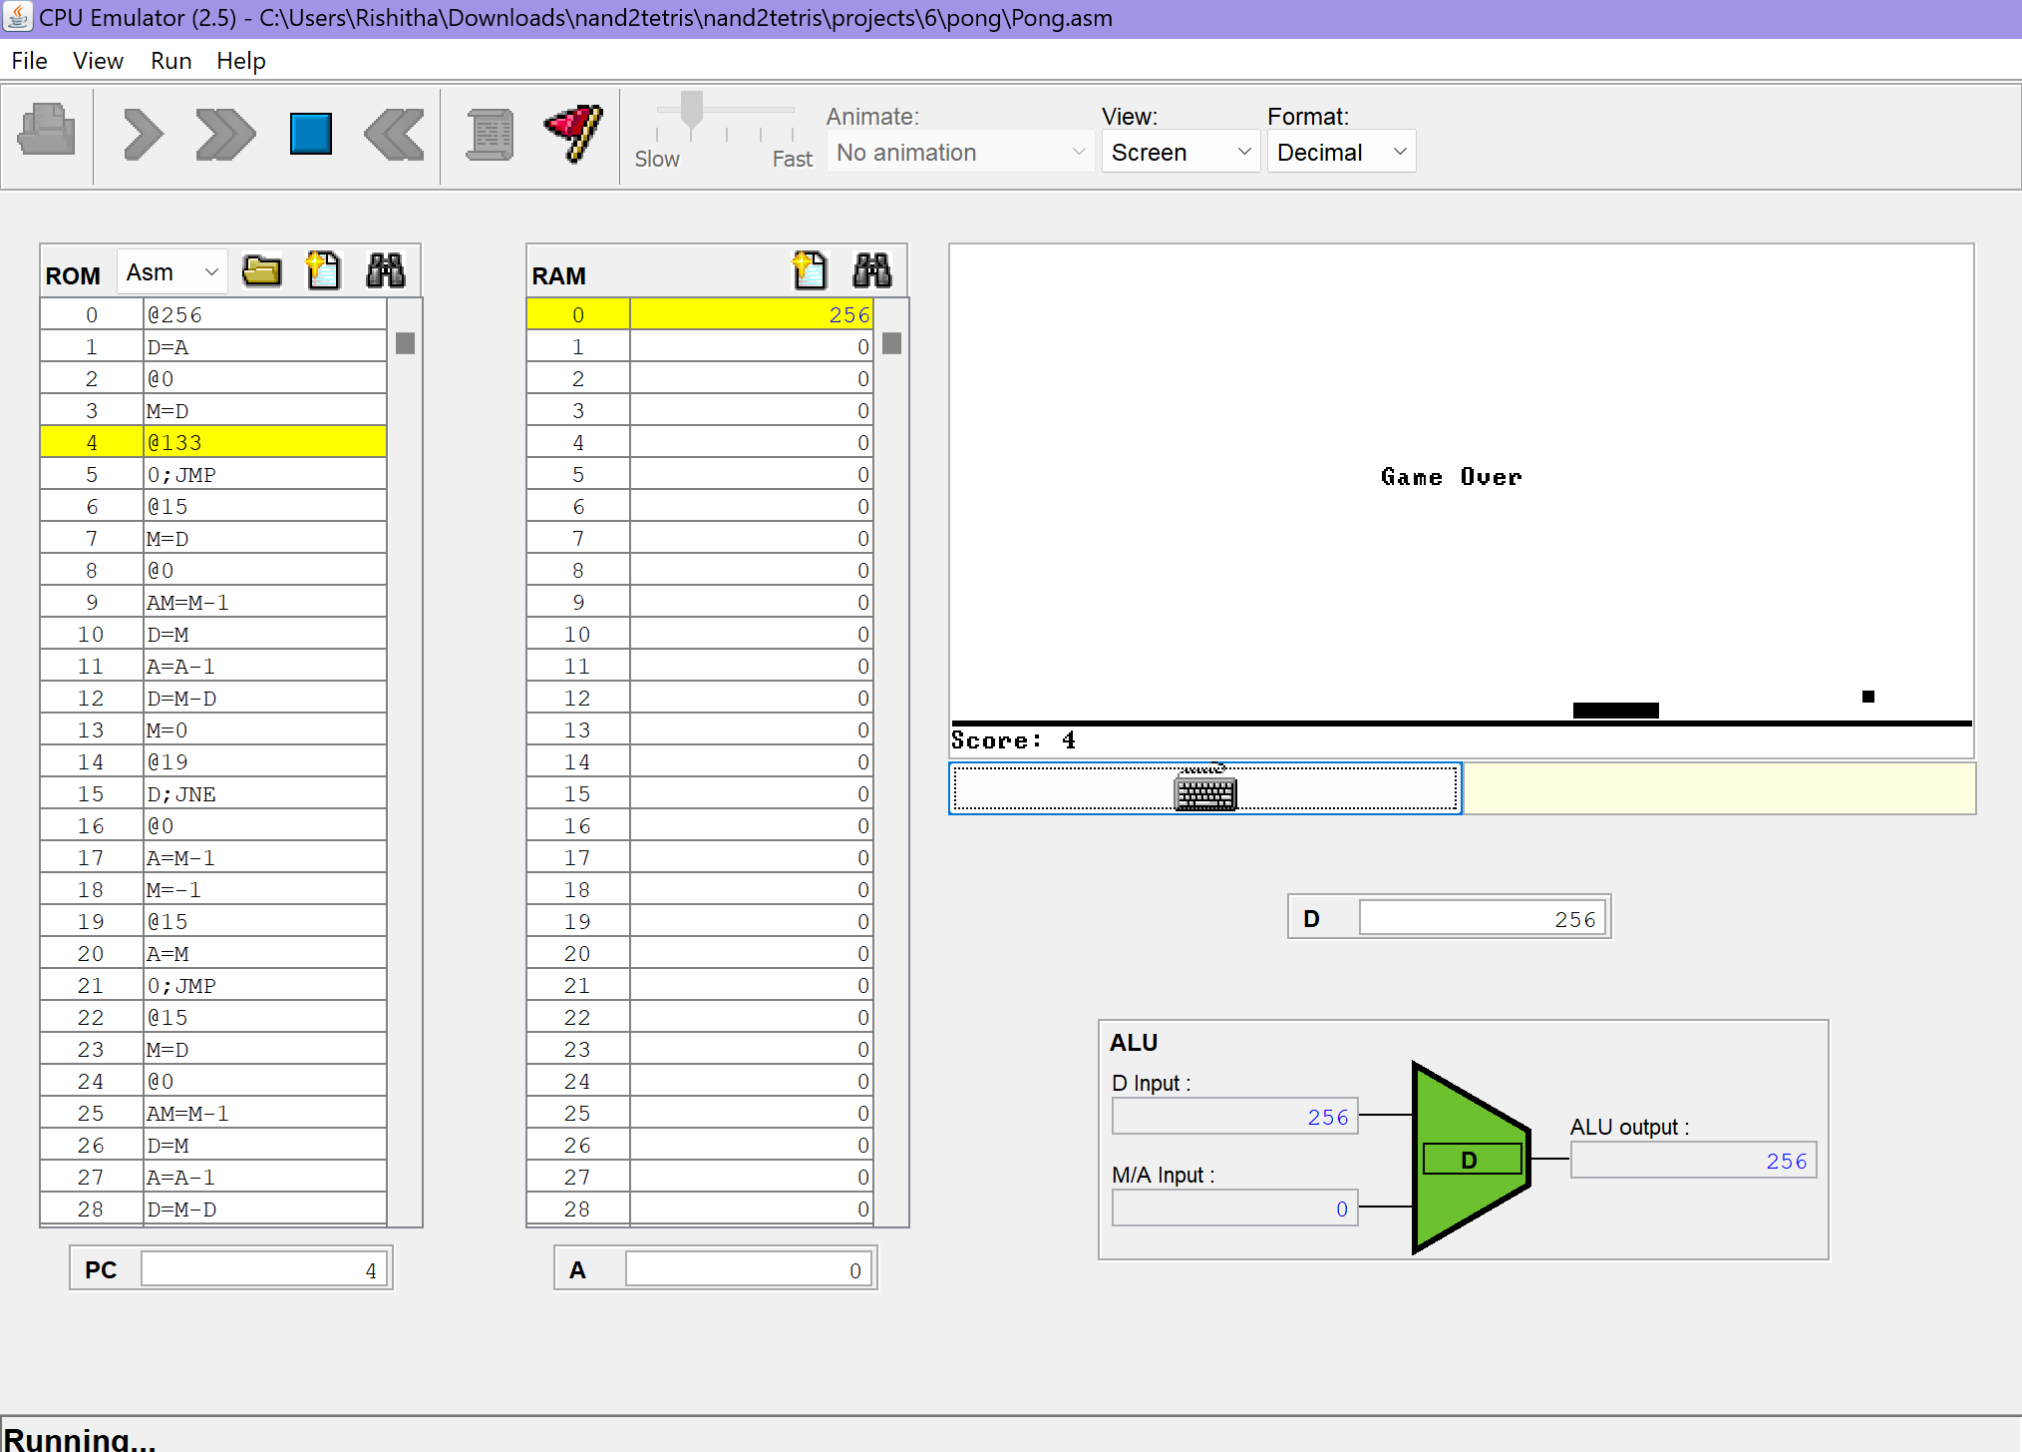 CPU Emulator (2.5) - C:\Users\Rishitha\Downloads\nand2tetris\nand2tetris\projects\6\pong\Pong.asm
File View Run Help
Slow Fast
Animate:
No animation
View:
Screen
Format:
Decimal
ROM Asm
0 @256
1 D=A
2 @0
3 M=D
4 @133
5 0;JMP
6 @15
7 M=D
8 @0
9 AM=M-1
10 D=M
11 A=A-1
12 D=M-D
13 M=0
14 @19
15 D;JNE
16 @0
17 A=M-1
18 M=-1
19 @15
20 A=M
21 0;JMP
22 @15
23 M=D
24 @0
25 AM=M-1
26 D=M
27 A=A-1
28 D=M-D
PC 4
RAM
0 256
1 0
2 0
3 0
4 0
5 0
6 0
7 0
8 0
9 0
10 0
11 0
12 0
13 0
14 0
15 0
16 0
17 0
18 0
19 0
20 0
21 0
22 0
23 0
24 0
25 0
26 0
27 0
28 0
A 0
Game Over
Score: 4
D 256
ALU
D Input :
256
M/A Input :
0
D
ALU output :
256
Running...